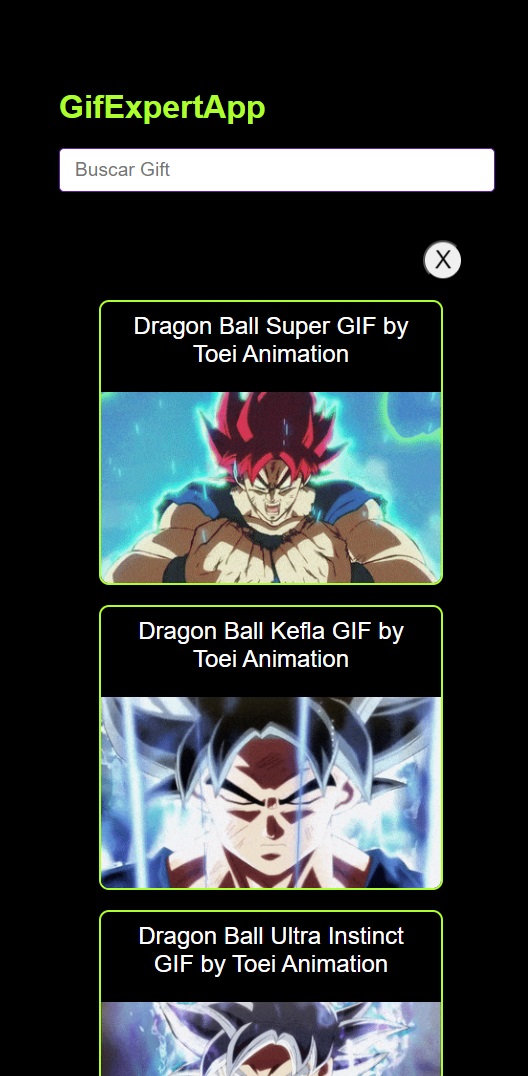 GifExpertApp
Buscar Gift
X
Dragon Ball Super GIF by
Toei Animation
Dragon Ball Kefla GIF by
Toei Animation
Dragon Ball Ultra Instinct
GIF by Toei Animation